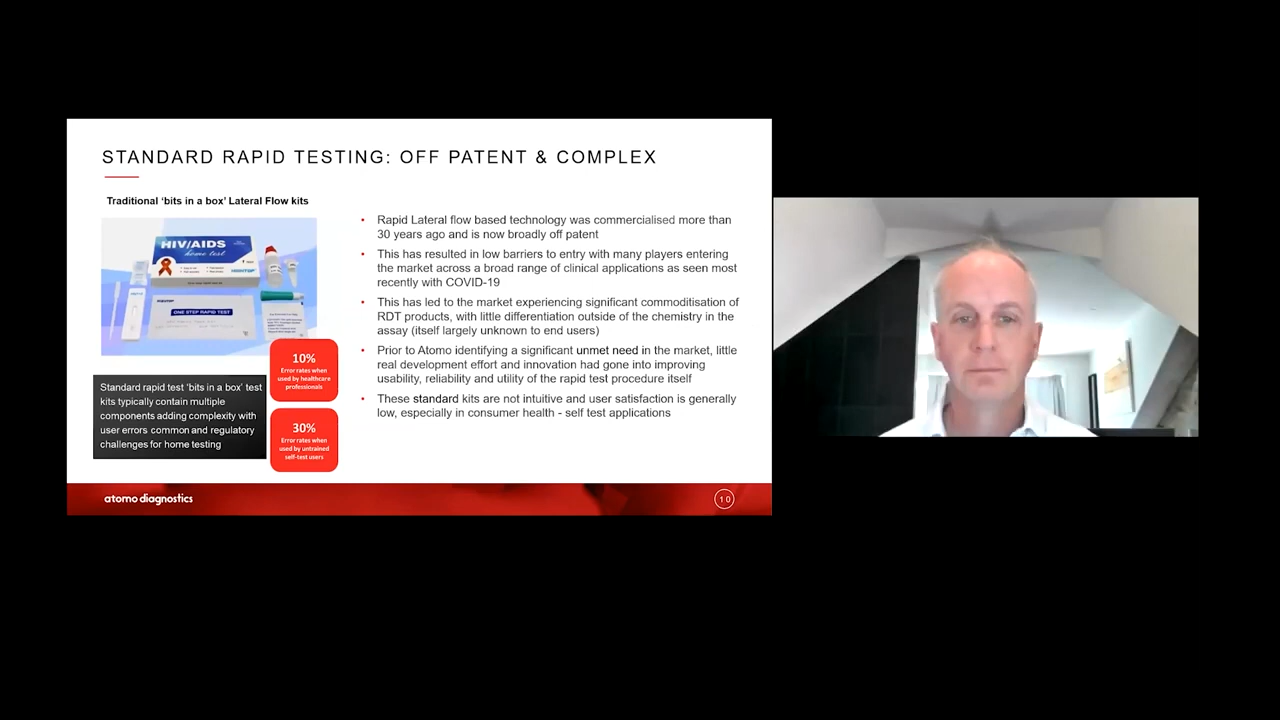 STANDARD RAPID TESTING: OFF PATENT & COMPLEX
Traditional ‘bits in a box’ Lateral Flow kits
HIV/AIDS
home test
ONE STEP RAPID TEST
10%
Error rates when
used by healthcare
professionals
Standard rapid test ‘bits in a box’ test
kits typically contain multiple
components adding complexity with
user errors common and regulatory
challenges for home testing
30%
Error rates when
used by untrained
self-test users
• Rapid Lateral flow based technology was commercialised more than
30 years ago and is now broadly off patent
• This has resulted in low barriers to entry with many players entering
the market across a broad range of clinical applications as seen most
recently with COVID-19
• This has led to the market experiencing significant commoditisation of
RDT products, with little differentiation outside of the chemistry in the
assay (itself largely unknown to end users)
• Prior to Atomo identifying a significant unmet need in the market, little
real development effort and innovation had gone into improving
usability, reliability and utility of the rapid test procedure itself
• These standard kits are not intuitive and user satisfaction is generally
low, especially in consumer health - self test applications
atomo diagnostics
10